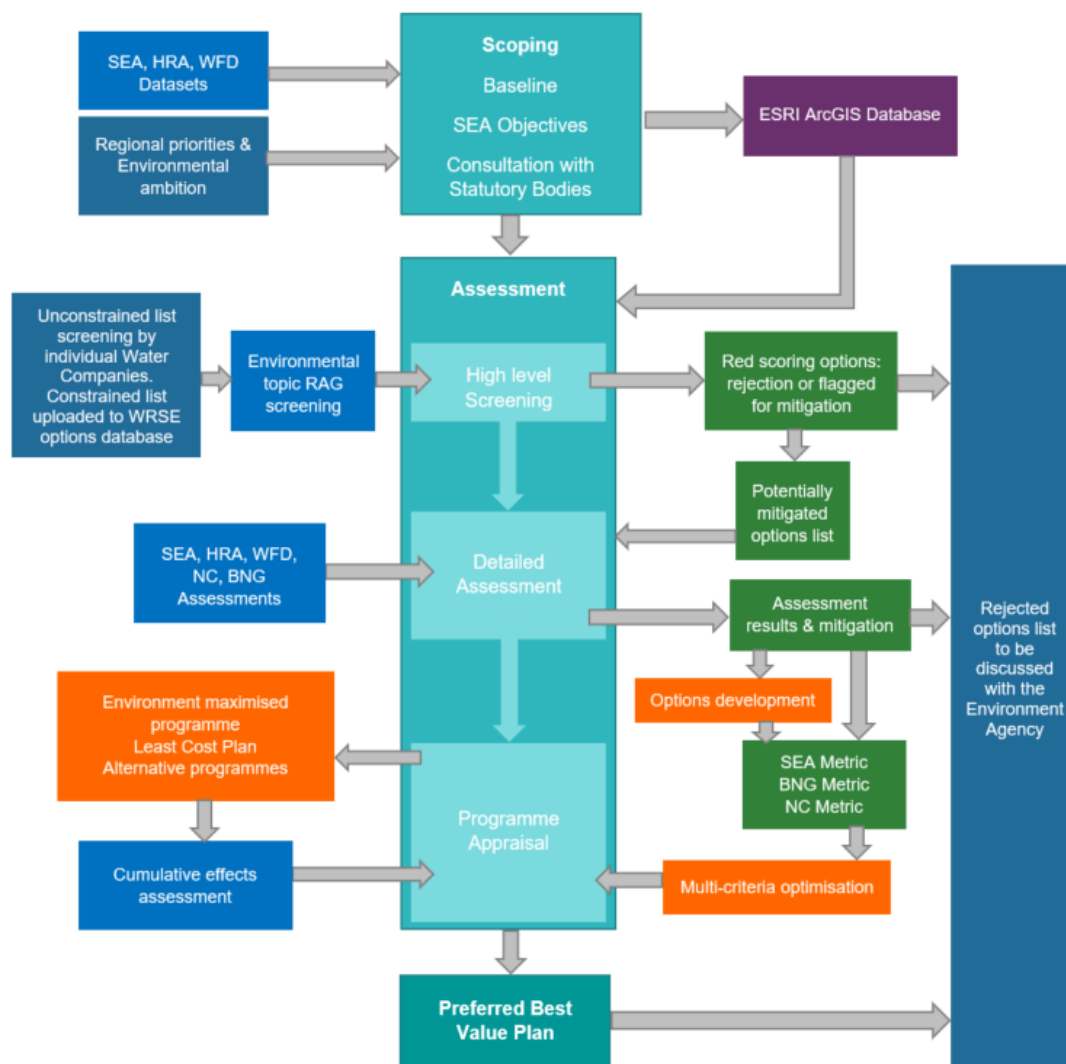 Scoping
Baseline
SEA Objectives
Consultation with
Statutory Bodies
SEA, HRA, WFD
Datasets
Regional priorities &
Environmental
ambition
ESRI ArcGIS Database
Assessment
Unconstrained list
screening by
individual Water
Companies.
Constrained list
uploaded to WRSE
options database
Environmental
topic RAG
screening
High level
Screening
Red scoring options:
rejection or flagged
for mitigation
Potentially
mitigated
options list
SEA, HRA, WFD,
NC, BNG
Assessments
Detailed
Assessment
Assessment
results & mitigation
Options development
SEA Metric
BNG Metric
NC Metric
Environment maximised
programme
Least Cost Plan
Alternative programmes
Programme
Appraisal
Cumulative effects
assessment
Multi-criteria optimisation
Rejected
options list
to be
discussed
with the
Environment
Agency
Preferred Best
Value Plan